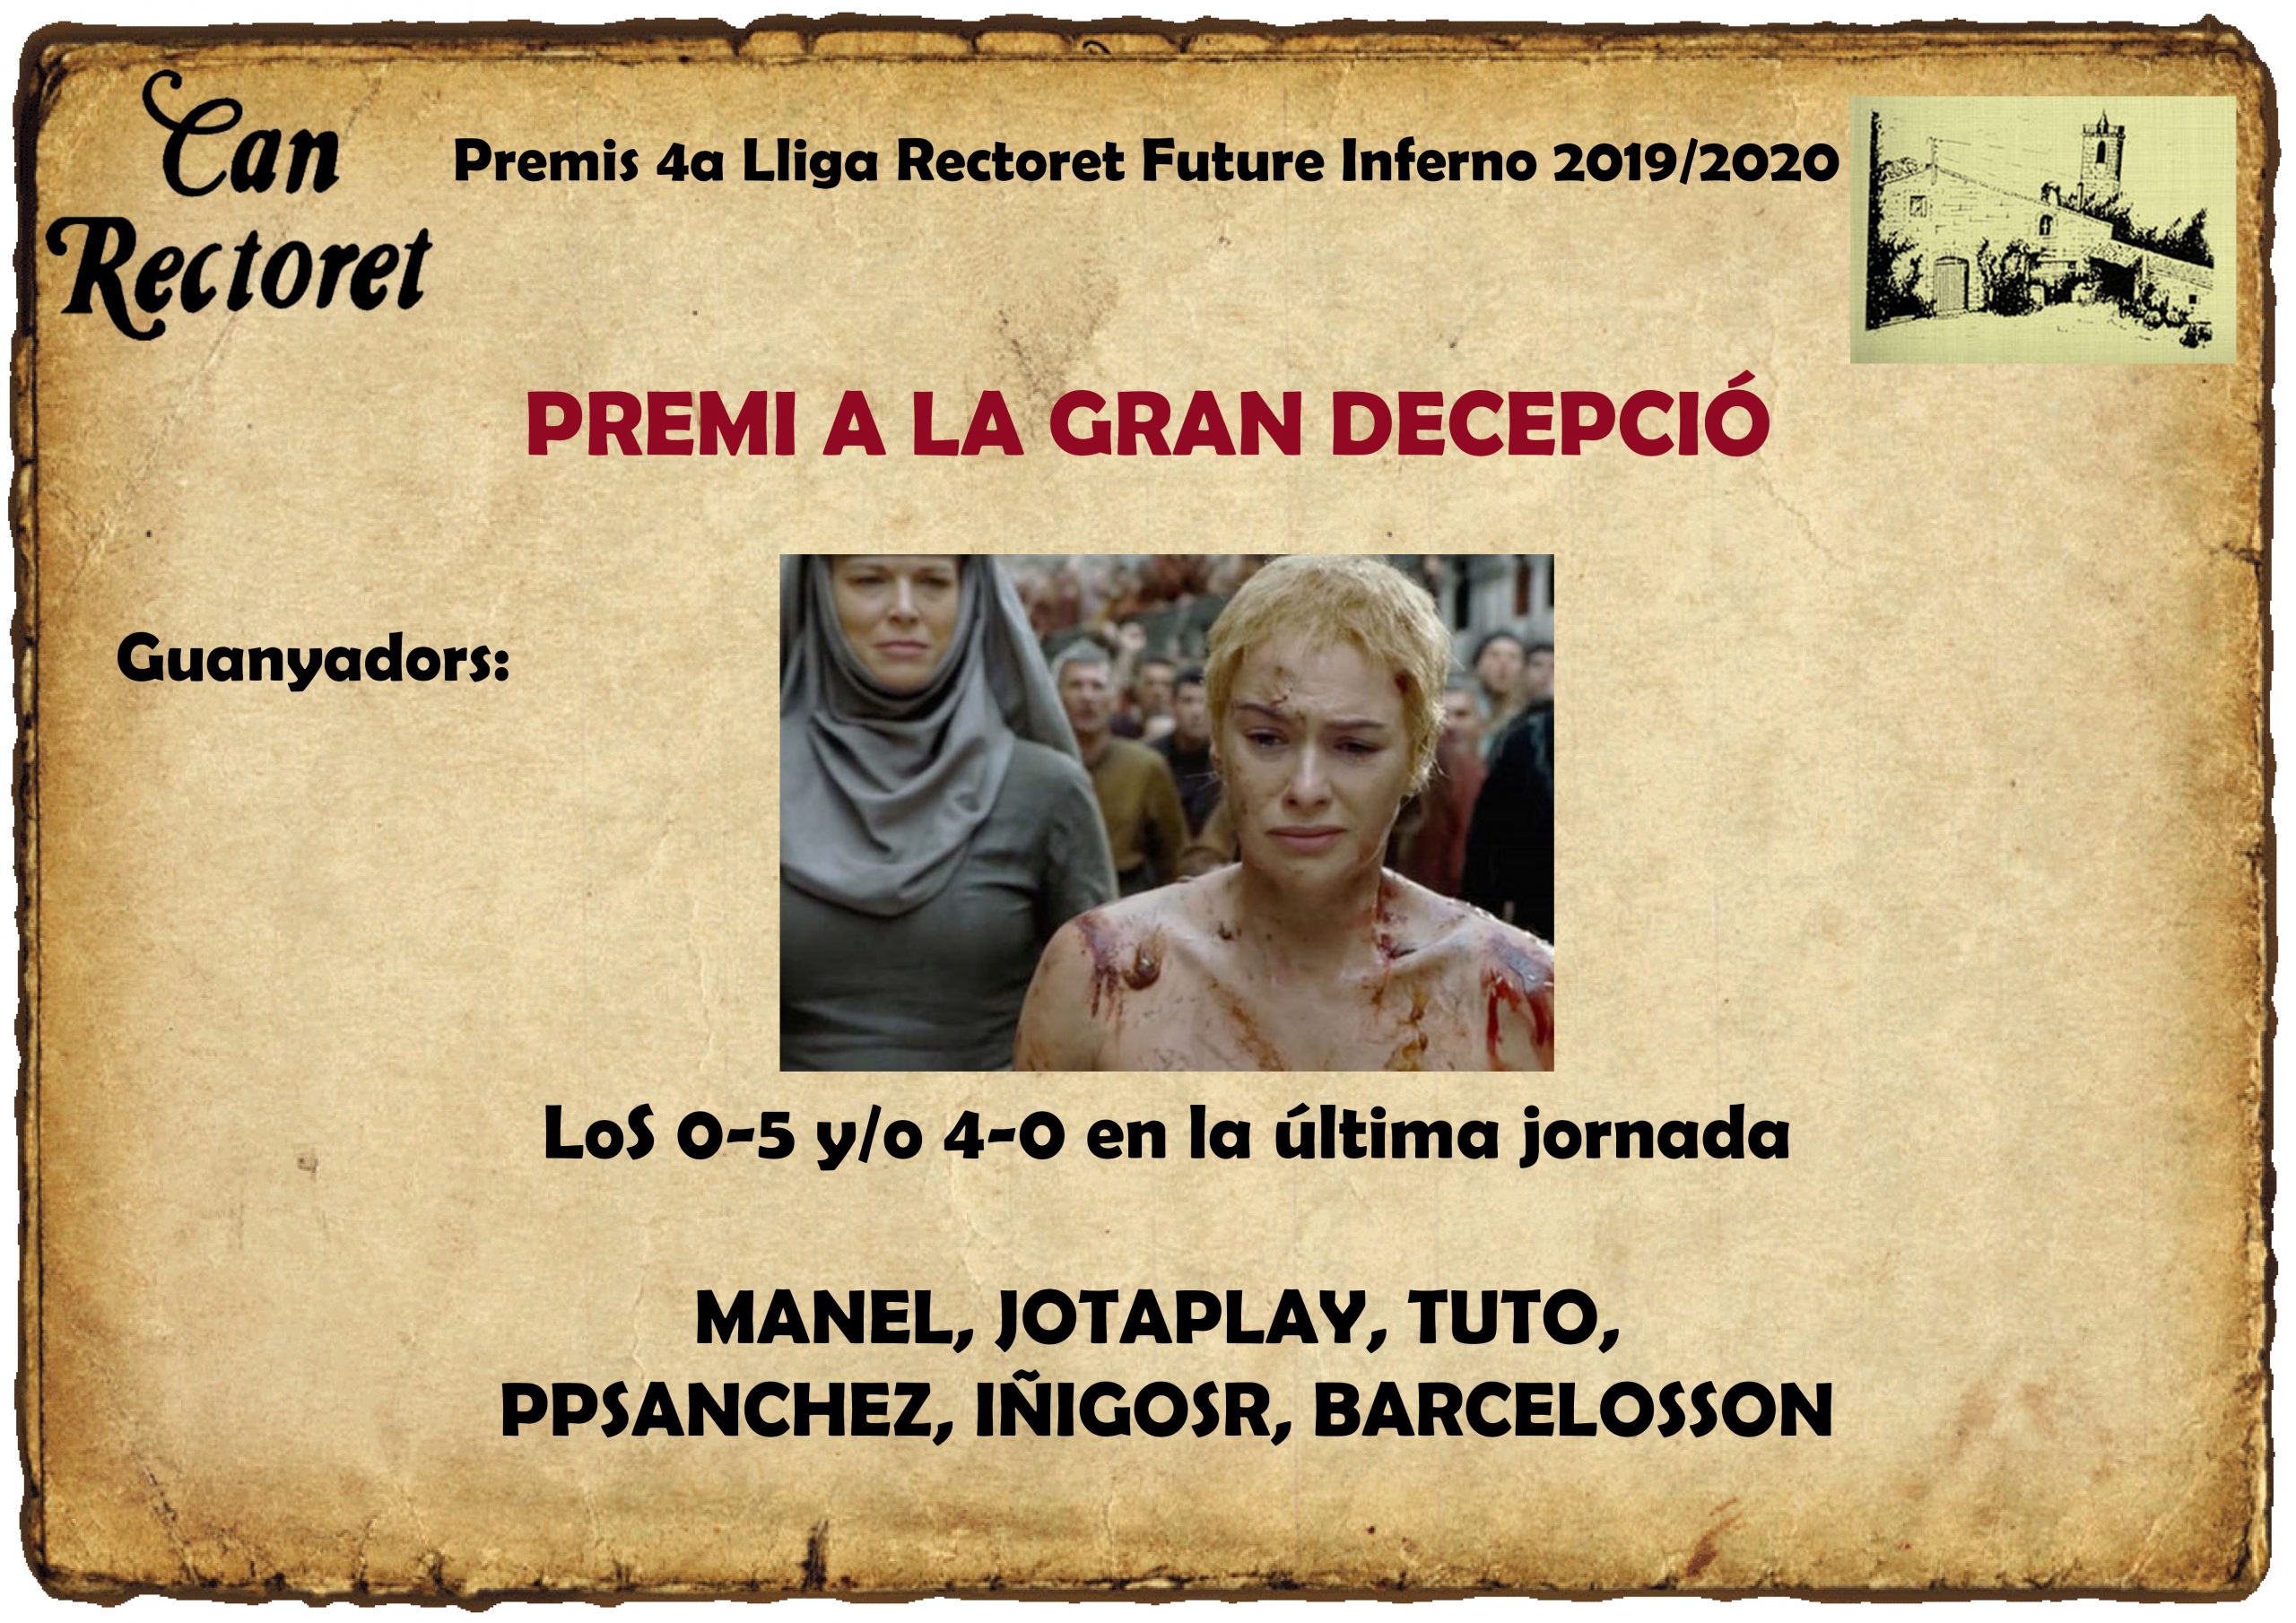 Can
Rectoret
Premis 4a Lliga Rectoret Future Inferno 2019/2020
PREMI A LA GRAN DECEPCIÓ
Guanyadors:
LoS 0-5 y/o 4-0 en la última jornada
MANEL, JOTAPLAY, TUTO,
PPSANCHEZ, IÑIGOSR, BARCELOSSON